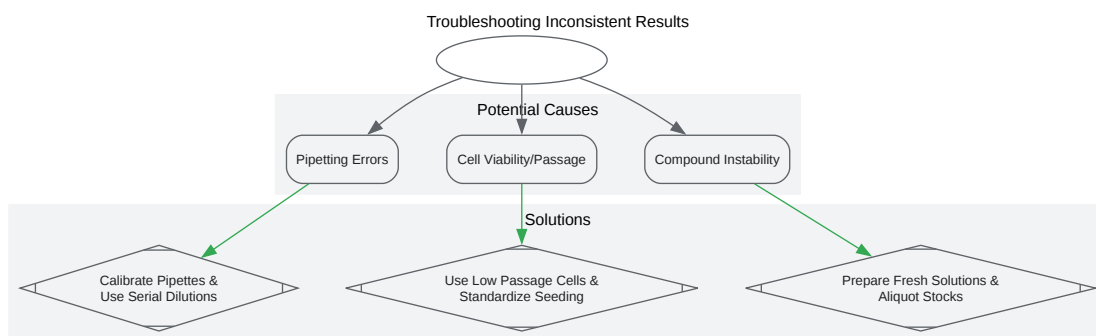 Troubleshooting Inconsistent Results
Potential Causes
Pipetting Errors
Cell Viability/Passage
Compound Instability
Solutions
Calibrate Pipettes &
Use Serial Dilutions
Use Low Passage Cells &
Standardize Seeding
Prepare Fresh Solutions &
Aliquot Stocks